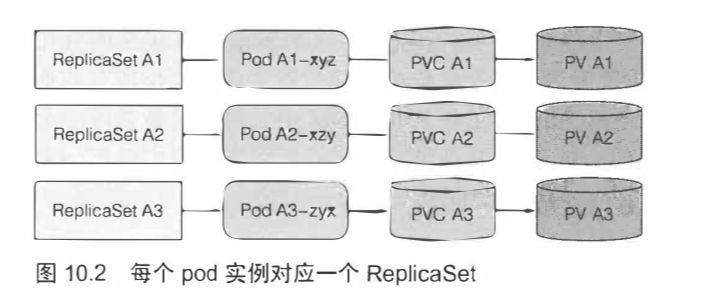 ReplicaSet A1 Pod A1-xyz PVC A1 PV A1
ReplicaSet A2 Pod A2-xzy PVC A2 PV A2
ReplicaSet A3 Pod A3-zyx PVC A3 PV A3
图 10.2 每个 pod 实例对应一个 ReplicaSet